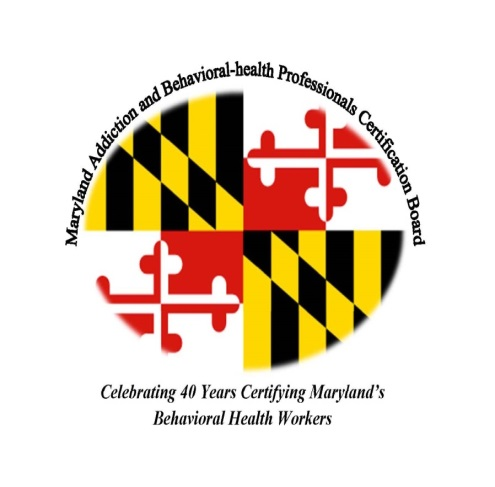 Maryland Addiction and Behavioral-health Professionals Certification Board
Celebrating 40 Years Certifying Maryland's
Behavioral Health Workers